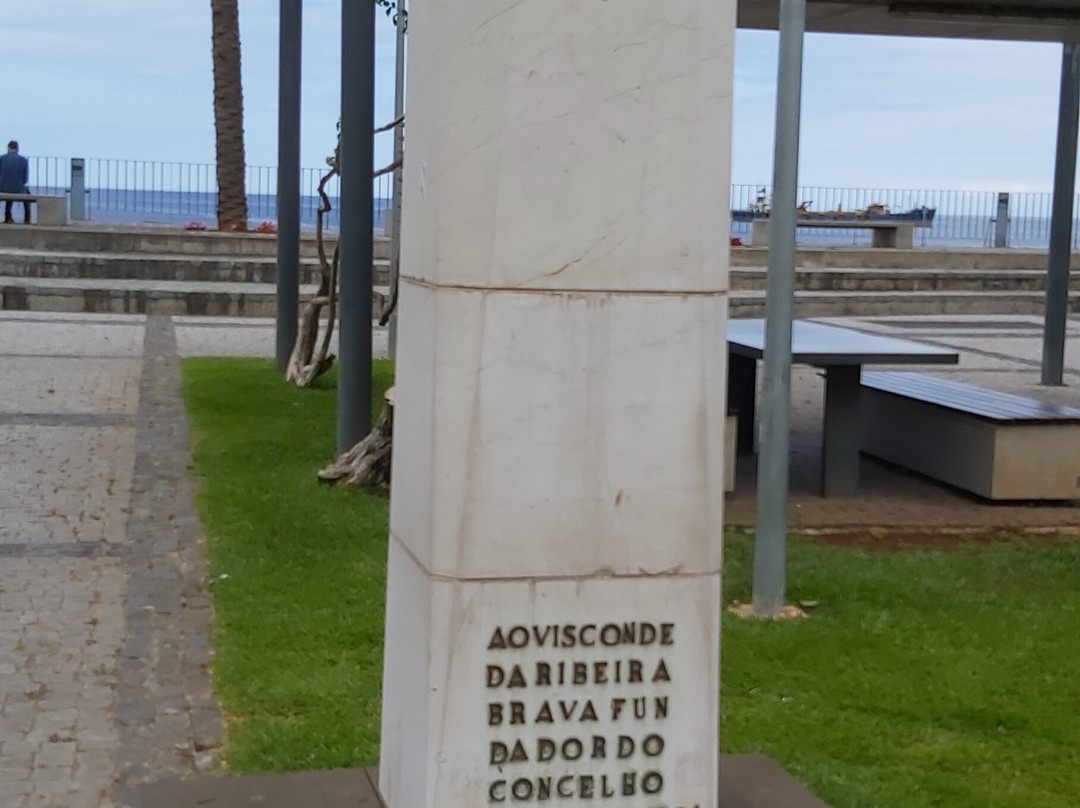 AO VISCONDE
DA RIBEIRA
BRAVA FUN
DADOR DO
CONCELHO